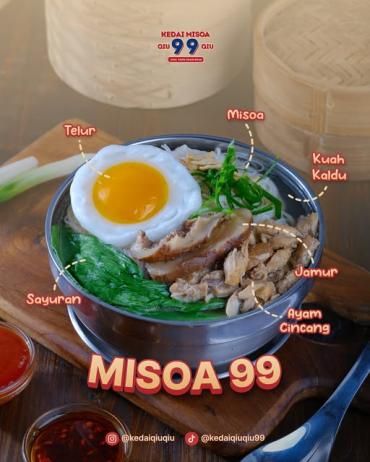 KEDAI MISOA
QIU 99 QIU
Telur
Misoa
Kuah
Kaldu
Jamur
Sayuran
Ayam
Cincang
MISOA 99
@kedaiqiuqiu @kedaiqiuqiu99